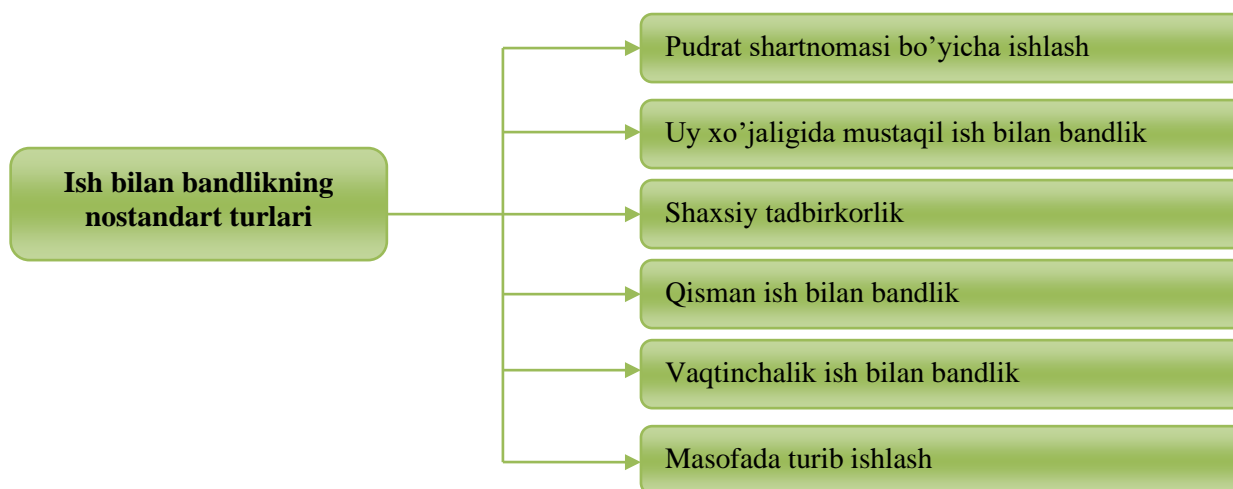 Ish bilan bandlikning
nostandart turlari
Pudrat shartnomasi bo’yicha ishlash
Uy xo’jaligida mustaqil ish bilan bandlik
Shaxsiy tadbirkorlik
Qisman ish bilan bandlik
Vaqtinchalik ish bilan bandlik
Masofada turib ishlash